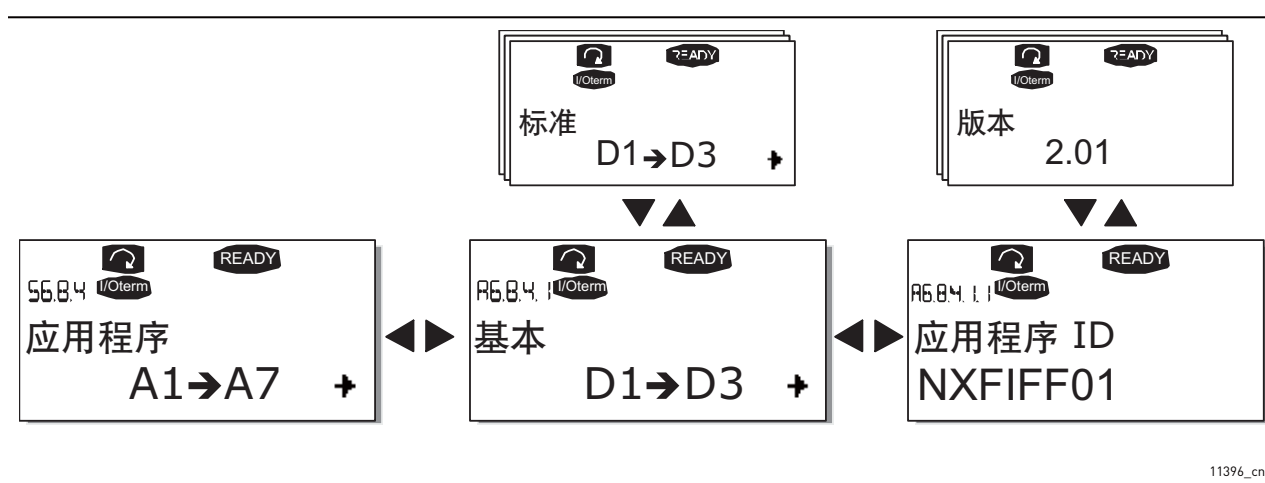 READY
I/Oterm
标准
D1➔D3
READY
I/Oterm
版本
2.01
READY
S6.8.4 I/Oterm
应用程序
A1➔A7
READY
A6.8.4.1 I/Oterm
基本
D1➔D3
READY
A6.8.4.1.1 I/Oterm
应用程序 ID
NXFIFF01
11396_cn